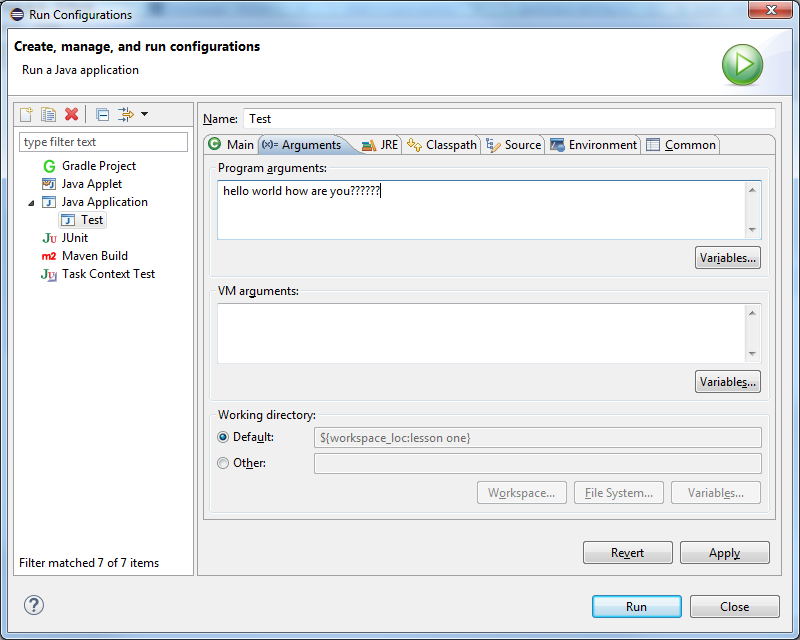 Run Configurations
Create, manage, and run configurations
Run a Java application
type filter text
Gradle Project
Java Applet
Java Application
Test
JUnit
Maven Build
Task Context Test
Filter matched 7 of 7 items
Name: Test
Main (x)= Arguments JRE Classpath Source Environment Common
Program arguments:
hello world how are you??????
Variables...
VM arguments:
Variables...
Working directory:
Default: ${workspace_loc:lesson one}
Other:
Workspace... File System... Variables...
Revert Apply
Run Close